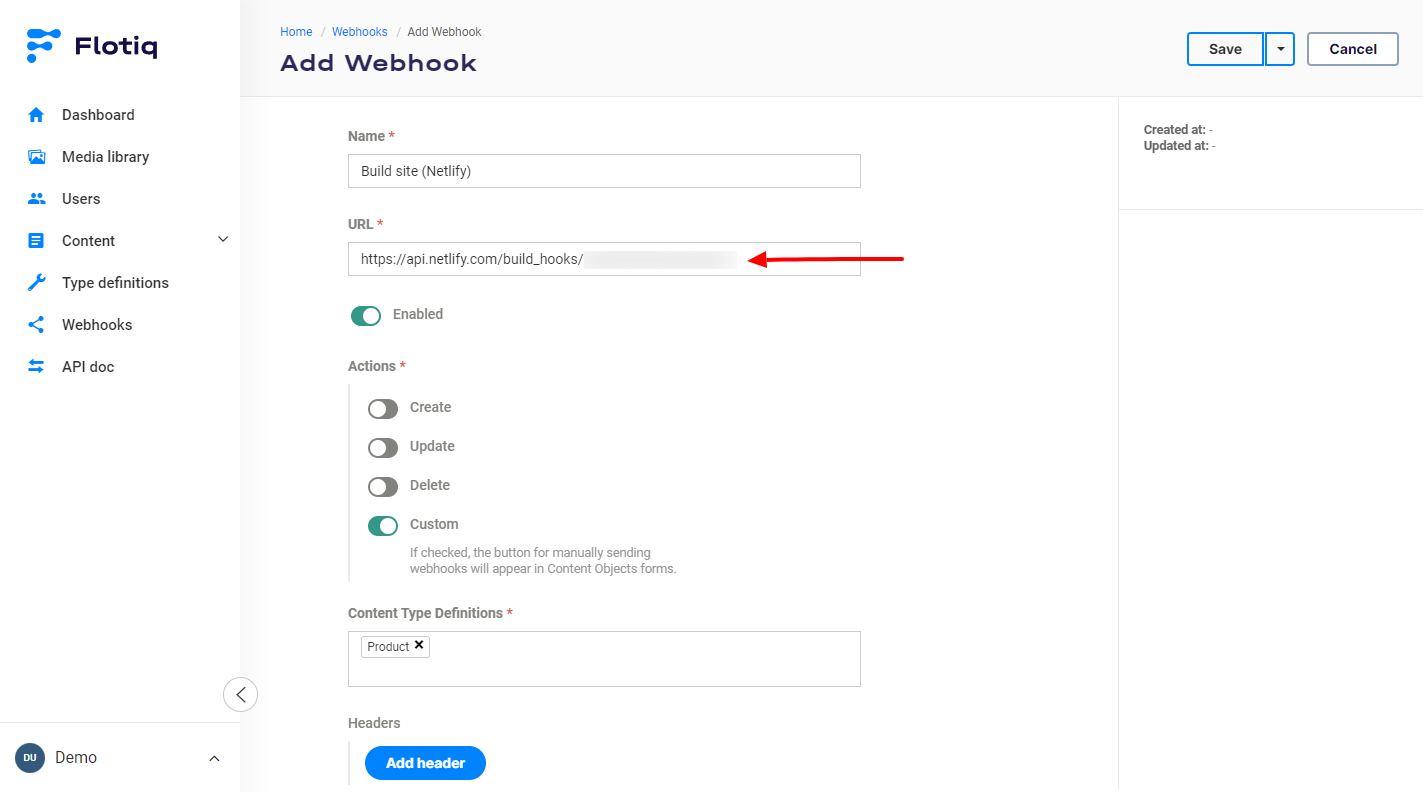 Flotiq
Dashboard
Media library
Users
Content
Type definitions
Webhooks
API doc
DU Demo
Home / Webhooks / Add Webhook
Add Webhook
Save
Cancel
Name *
Build site (Netlify)
URL *
https://api.netlify.com/build_hooks/
Enabled
Actions *
Create
Update
Delete
Custom
If checked, the button for manually sending
webhooks will appear in Content Objects forms.
Content Type Definitions *
Product ×
Headers
Add header
Created at: -
Updated at: -